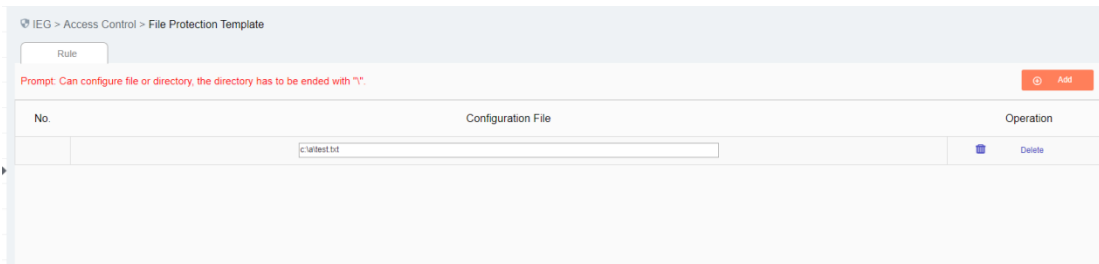 IEG > Access Control > File Protection Template
Rule
Prompt: Can configure file or directory, the directory has to be ended with "\".
Add
No. Configuration File Operation
c:\a\test.txt Delete